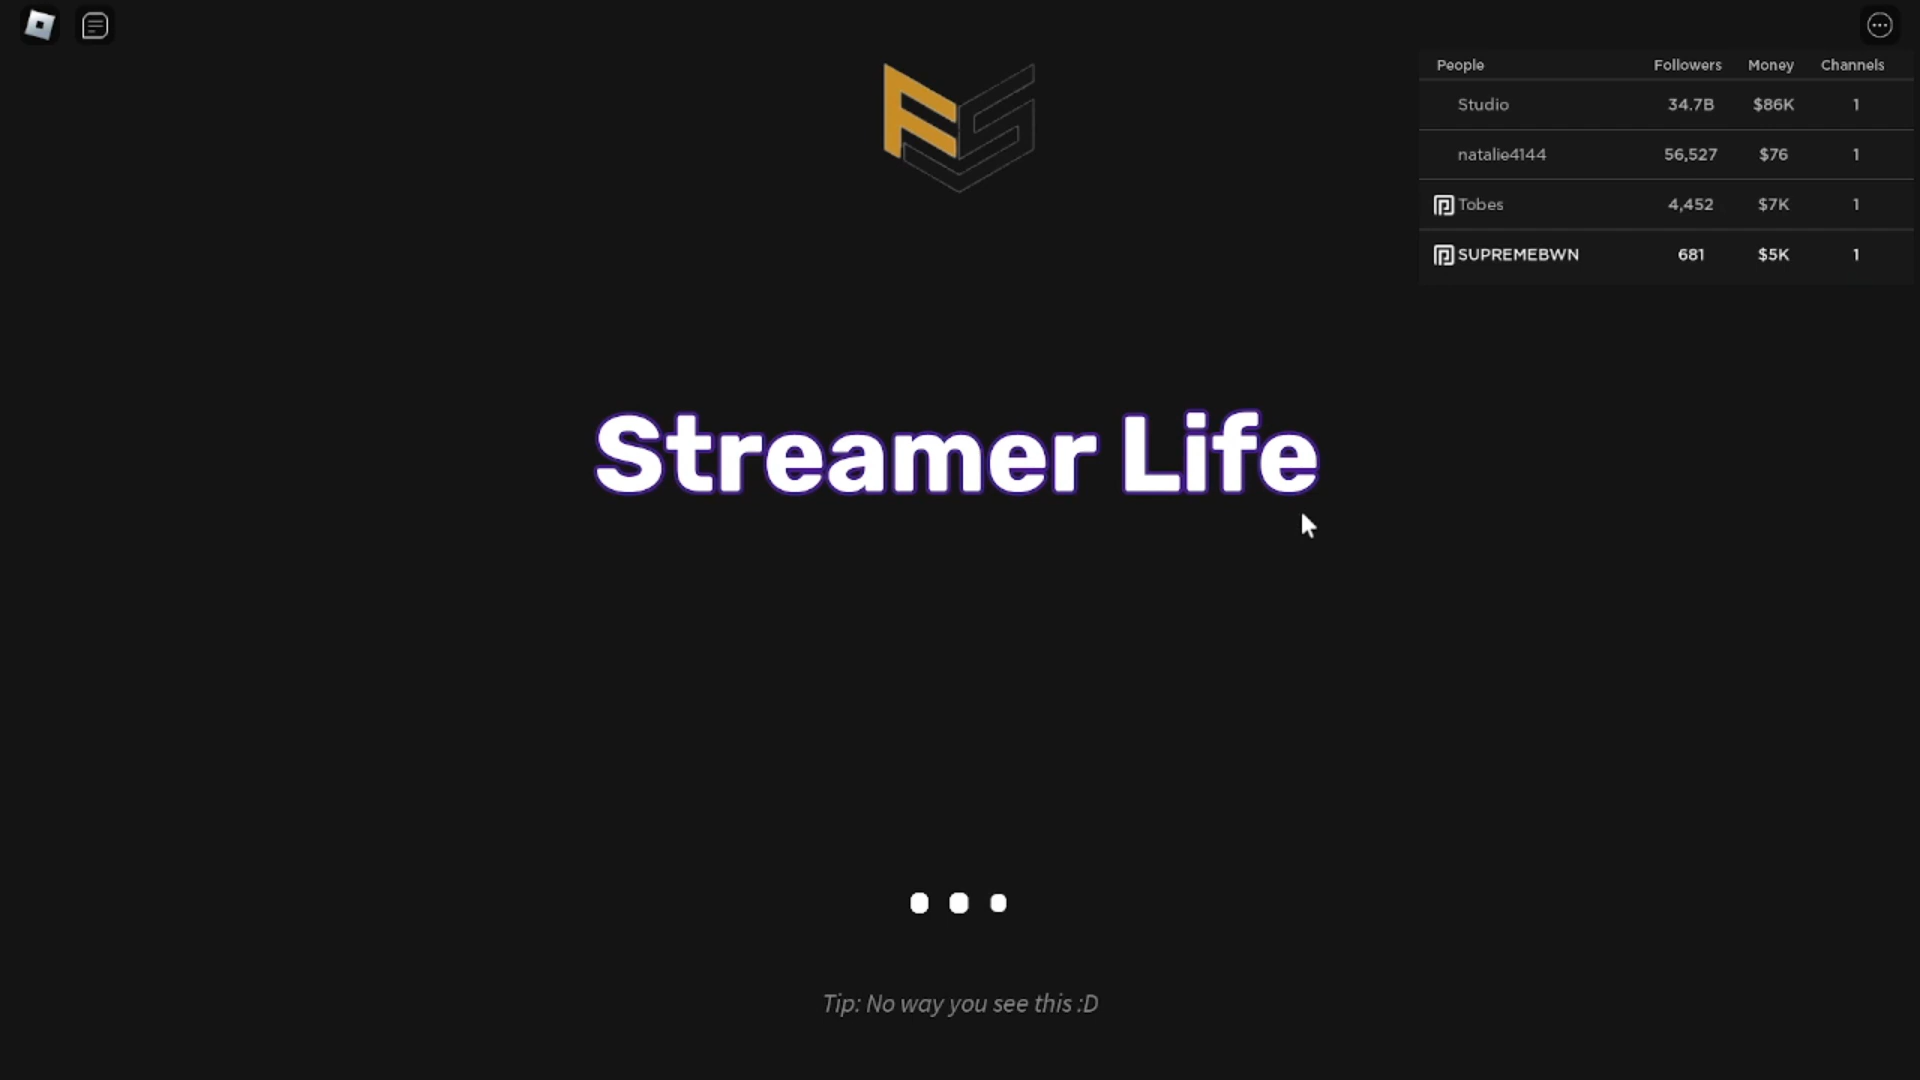 People Followers Money Channels
Studio 34.7B $86K 1
natalie4144 56,527 $76 1
Tobes 4,452 $7K 1
SUPREMEBWN 681 $5K 1
FS
Streamer Life
Tip: No way you see this :D